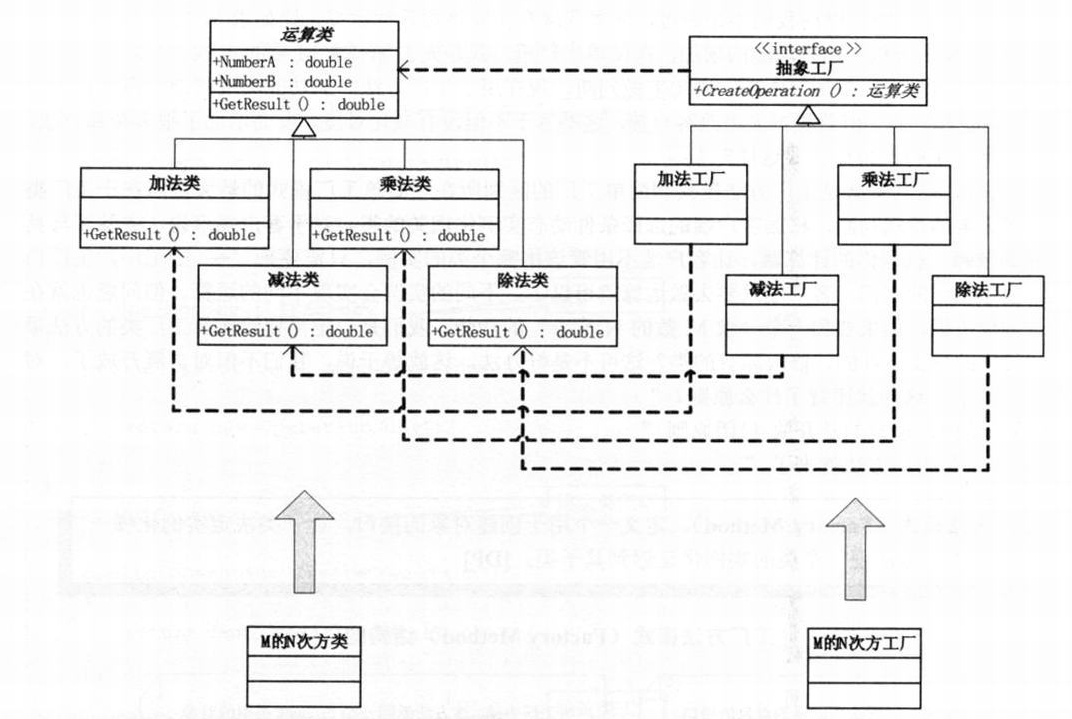 运算类
+NumberA : double
+NumberB : double
+GetResult() : double
<<interface>>
抽象工厂
+CreateOperation() : 运算类
加法类
+GetResult() : double
乘法类
+GetResult() : double
加法工厂
乘法工厂
减法类
+GetResult() : double
除法类
+GetResult() : double
减法工厂
除法工厂
M的N次方类
M的N次方工厂